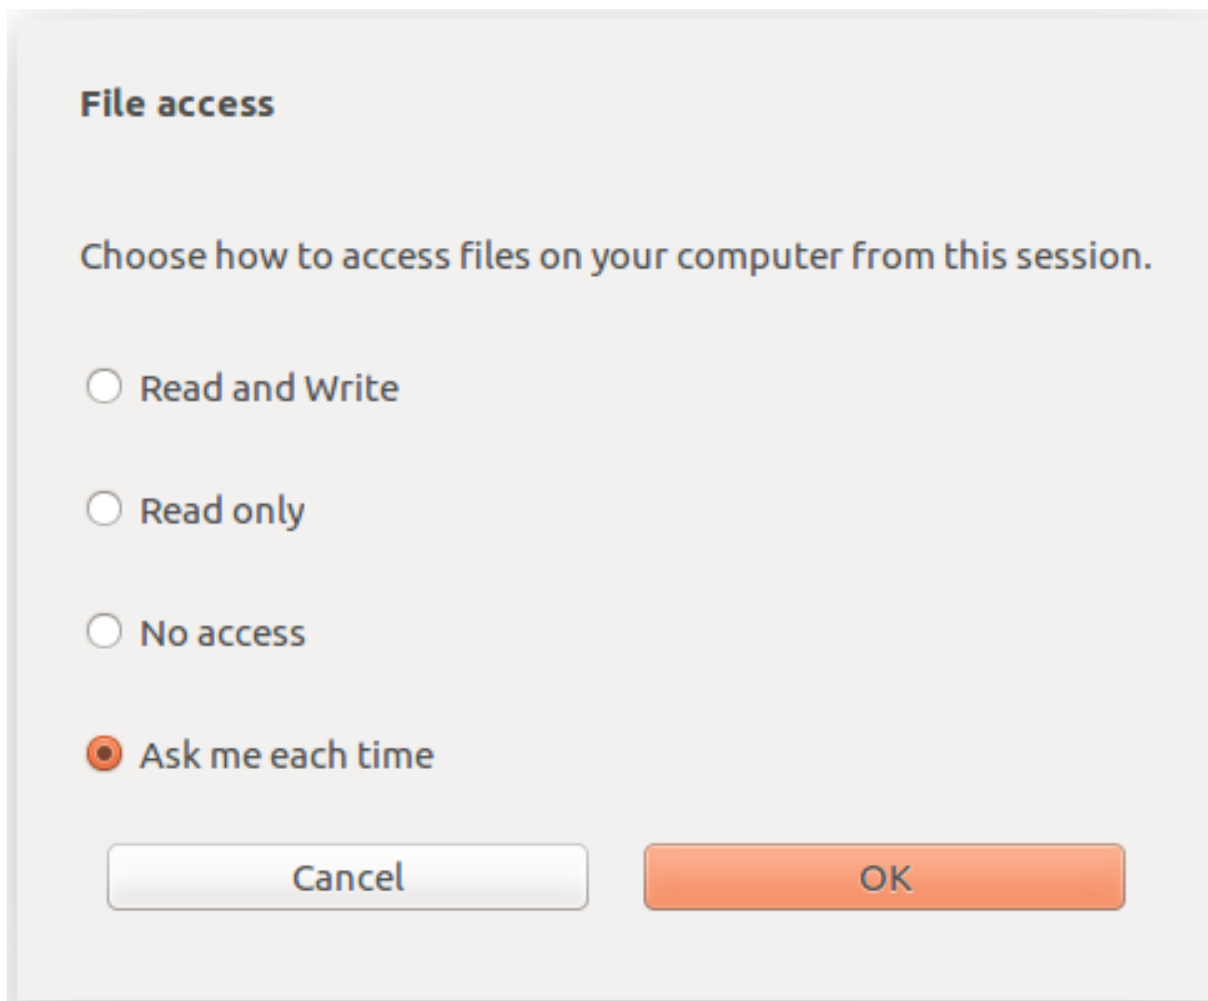 File access
Choose how to access files on your computer from this session.
Read and Write
Read only
No access
Ask me each time
Cancel
OK